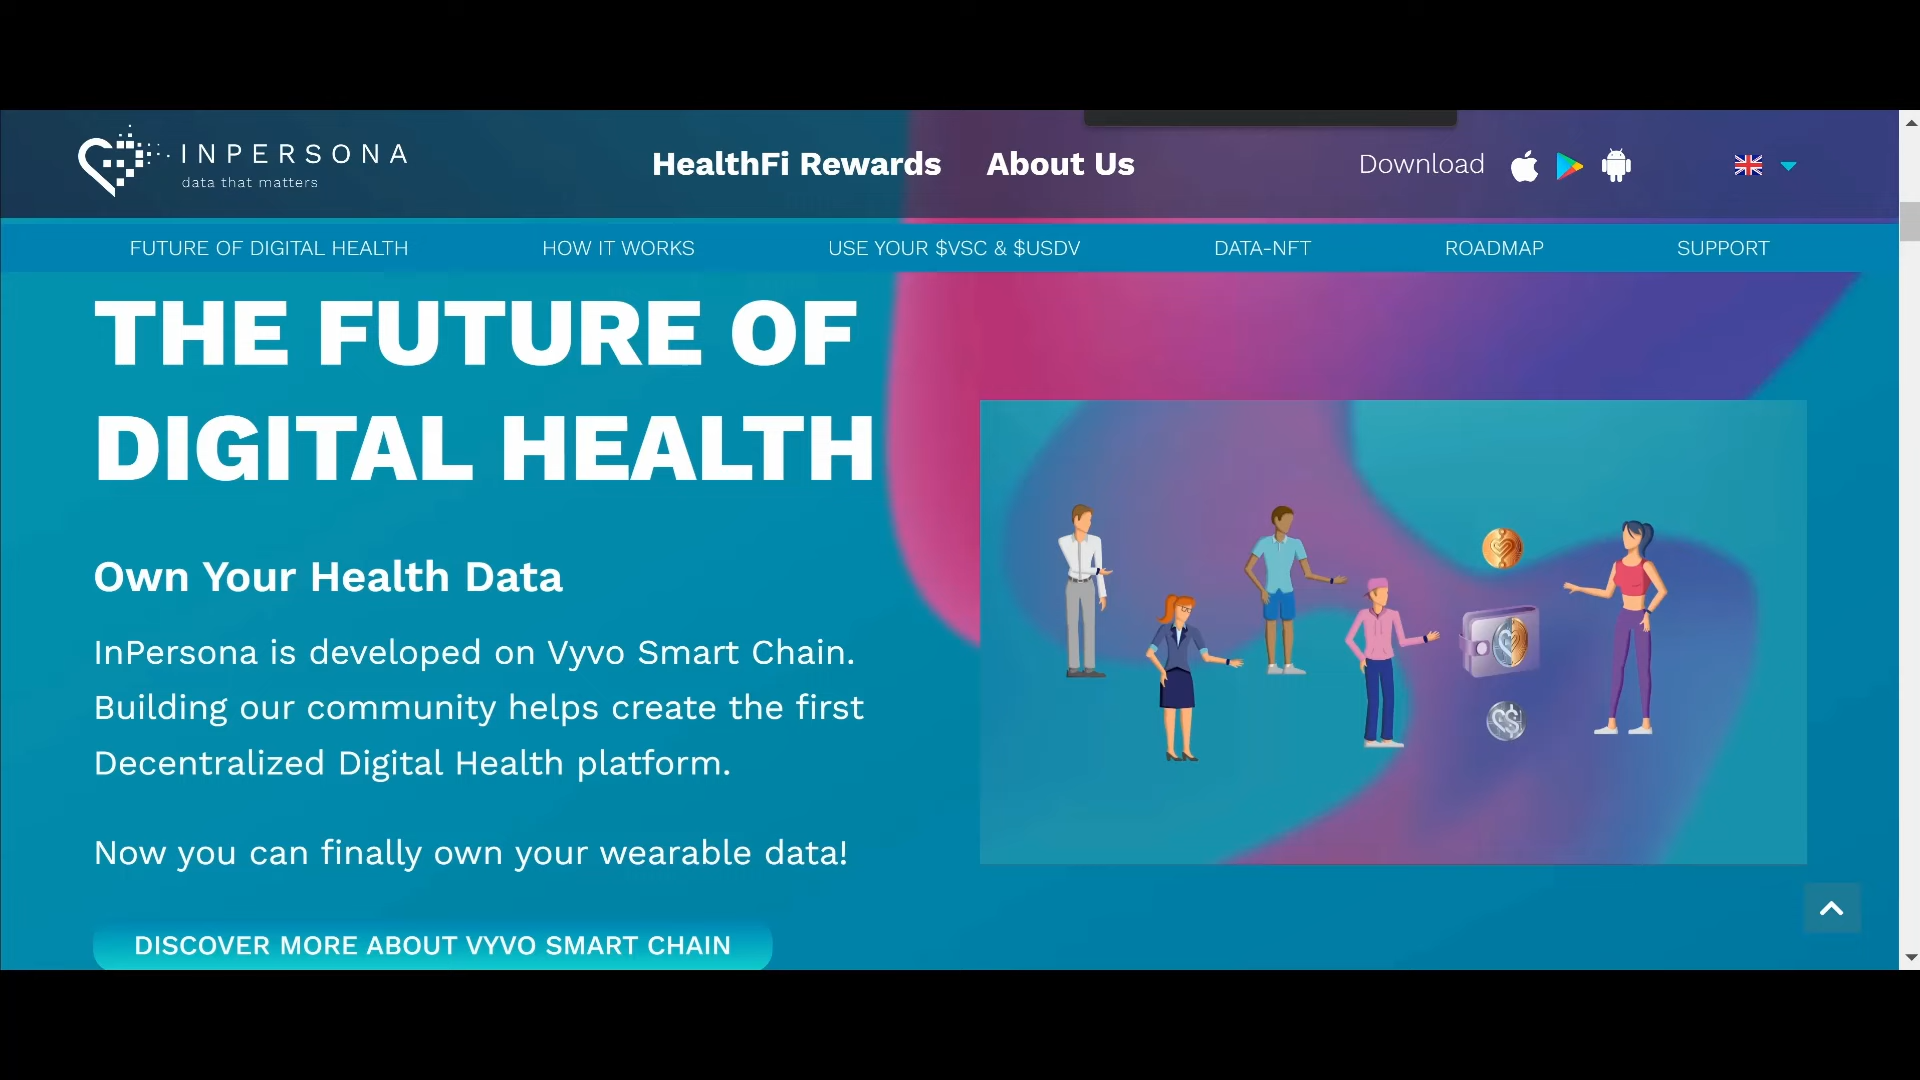 INPERSONA
data that matters
HealthFi Rewards
About Us
Download
FUTURE OF DIGITAL HEALTH
HOW IT WORKS
USE YOUR $VSC & $USDV
DATA-NFT
ROADMAP
SUPPORT
THE FUTURE OF
DIGITAL HEALTH
Own Your Health Data
InPersona is developed on Vyvo Smart Chain.
Building our community helps create the first
Decentralized Digital Health platform.
Now you can finally own your wearable data!
DISCOVER MORE ABOUT VYVO SMART CHAIN